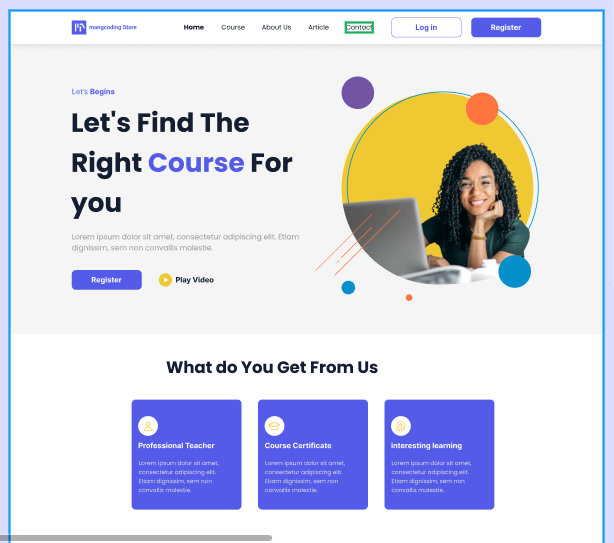 mangcoding Store
Home
Course
About Us
Article
Contact
Log in
Register
Let's Begins
Let's Find The
Right Course For
you
Lorem ipsum dolor sit amet, consectetur adipiscing elit. Etiam
dignissim, sem non convallis molestie.
Register
Play Video
What do You Get From Us
Professional Teacher
Lorem ipsum dolor sit amet,
consectetur adipiscing elit.
Etiam dignissim, sem non
convallis molestie.
Course Certificate
Lorem ipsum dolor sit amet,
consectetur adipiscing elit.
Etiam dignissim, sem non
convallis molestie.
interesting learning
Lorem ipsum dolor sit amet,
consectetur adipiscing elit.
Etiam dignissim, sem non
convallis molestie.